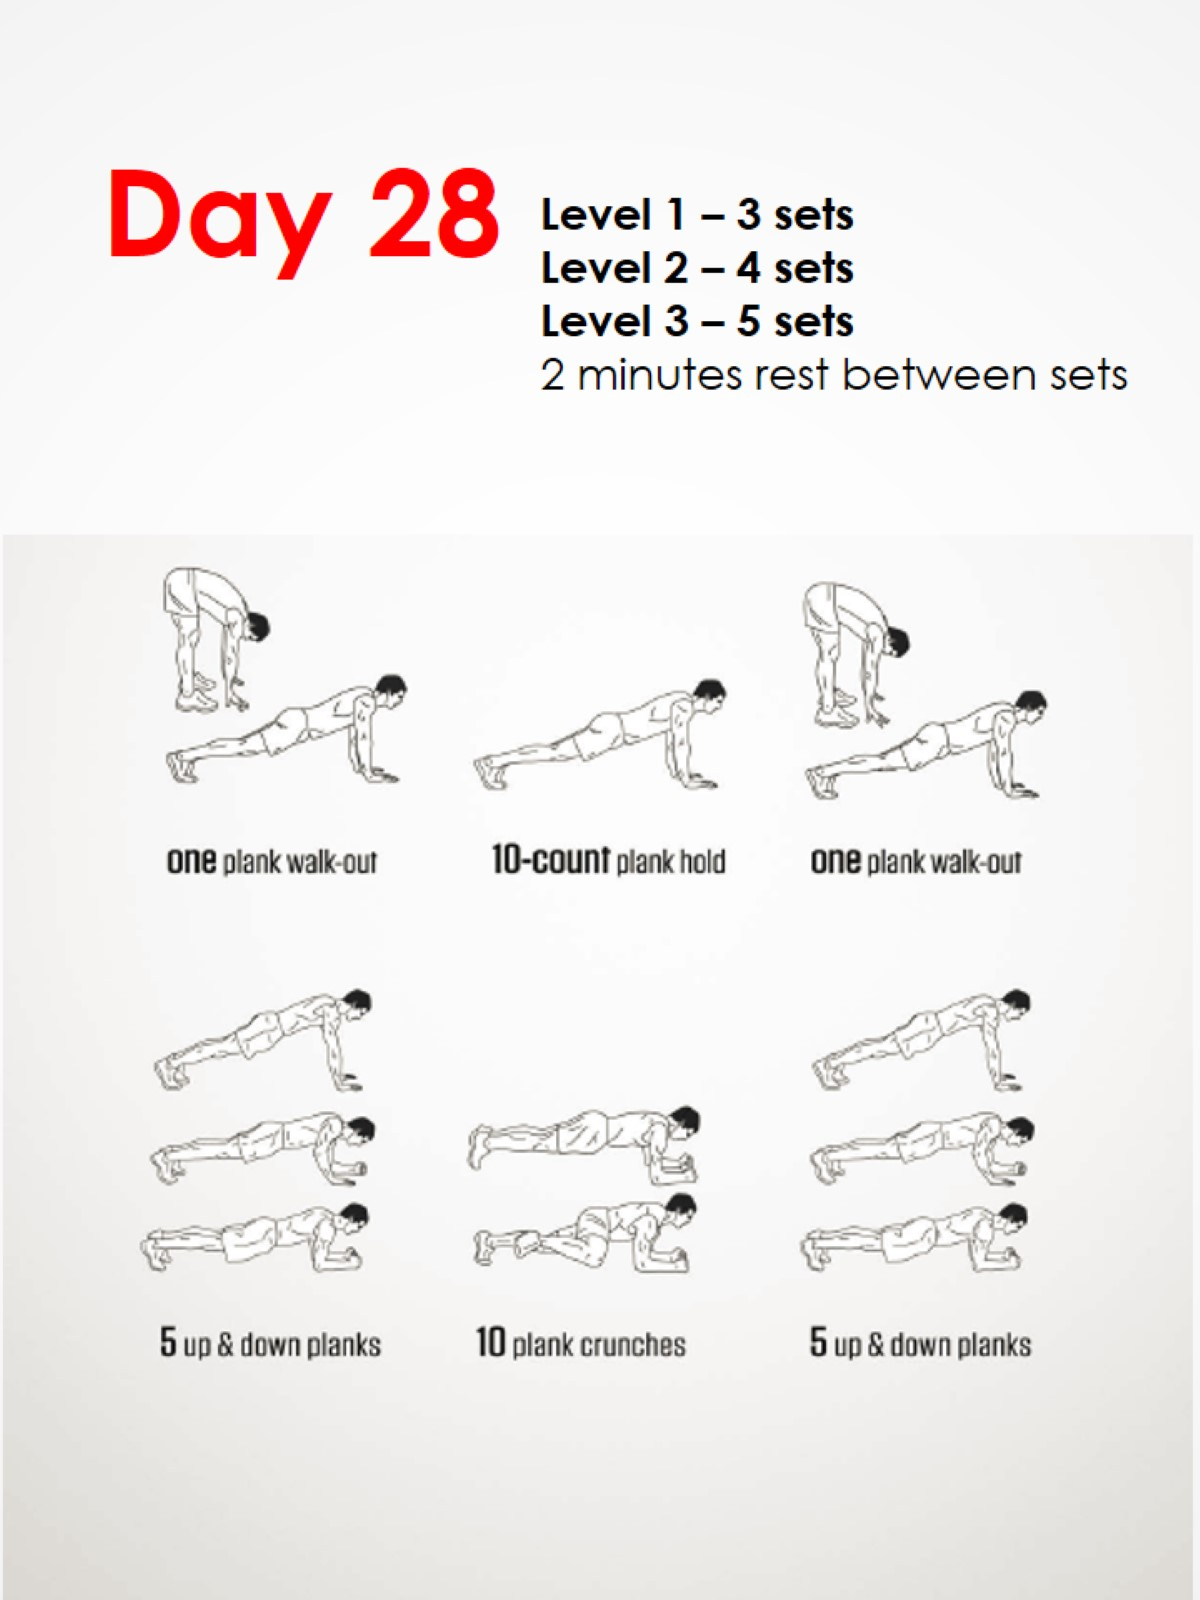 Day 28
Level 1 – 3 sets
Level 2 – 4 sets
Level 3 – 5 sets
2 minutes rest between sets
one plank walk-out
10-count plank hold
one plank walk-out
5 up & down planks
10 plank crunches
5 up & down planks